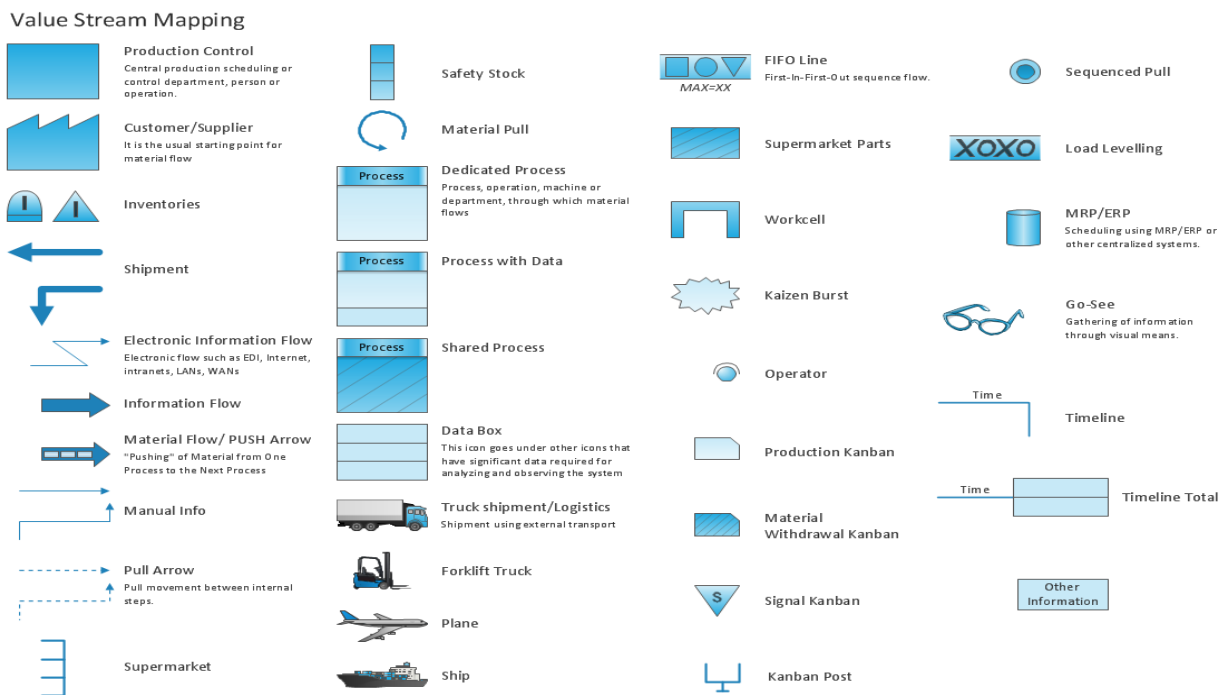 Value Stream Mapping
Production Control
Central production scheduling or
control department, person or
operation.
Customer/Supplier
It is the usual starting point for
material flow
I
I
Inventories
Shipment
Electronic Information Flow
Electronic flow such as EDI, Internet,
intranets, LANs, WANs
Information Flow
Material Flow/ PUSH Arrow
"Pushing" of Material from One
Process to the Next Process
Manual Info
Pull Arrow
Pull movement between internal
steps.
Supermarket
Safety Stock
Material Pull
Process
Dedicated Process
Process, operation, machine or
department, through which material
flows
Process
Process with Data
Process
Shared Process
Data Box
This icon goes under other icons that
have significant data required for
analyzing and observing the system
Truck shipment/Logistics
Shipment using external transport
Forklift Truck
Plane
Ship
MAX=XX
FIFO Line
First-In-First-Out sequence flow.
Supermarket Parts
Workcell
Kaizen Burst
Operator
Production Kanban
Material
Withdrawal Kanban
S
Signal Kanban
Kanban Post
Sequenced Pull
XOXO
Load Levelling
MRP/ERP
Scheduling using MRP/ERP or
other centralized systems.
Go-See
Gathering of information
through visual means.
Time
Timeline
Time
Timeline Total
Other
Information